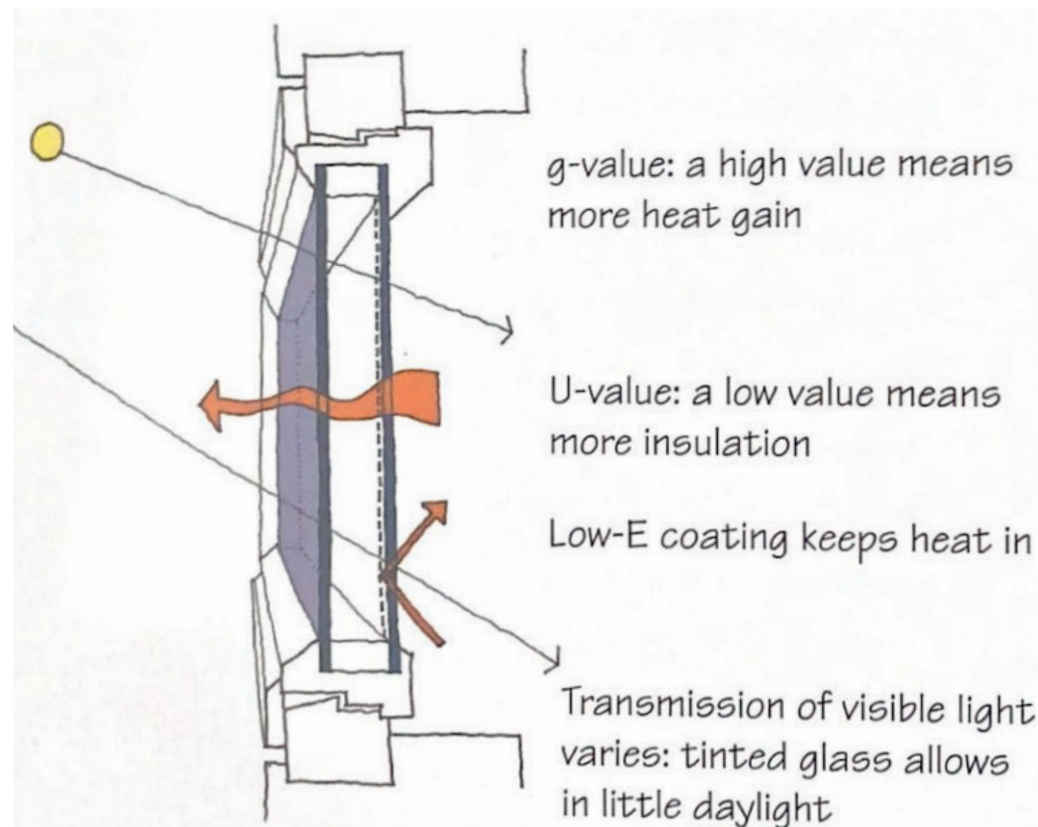 g-value: a high value means
more heat gain
U-value: a low value means
more insulation
Low-E coating keeps heat in
Transmission of visible light
varies: tinted glass allows
in little daylight